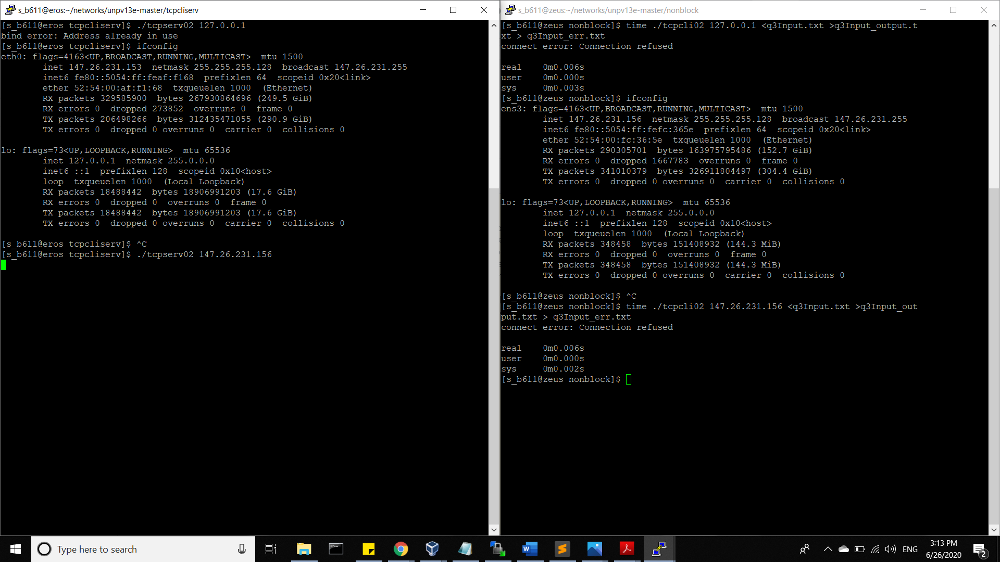 s_b611@eros:~/networks/unpv13e-master/tcpcliserv
[s_b611@eros tcpcliserv]$ ./tcpserv02 127.0.0.1
bind error: Address already in use
[s_b611@eros tcpcliserv]$ ifconfig
eth0: flags=4163<UP,BROADCAST,RUNNING,MULTICAST>  mtu 1500
        inet 147.26.231.153  netmask 255.255.255.128  broadcast 147.26.231.255
        inet6 fe80::5054:ff:feaf:f168  prefixlen 64  scopeid 0x20<link>
        ether 52:54:00:af:f1:68  txqueuelen 1000  (Ethernet)
        RX packets 329585900  bytes 267930864696 (249.5 GiB)
        RX errors 0  dropped 273852  overruns 0  frame 0
        TX packets 206498266  bytes 312435471055 (290.9 GiB)
        TX errors 0  dropped 0 overruns 0  carrier 0  collisions 0
lo: flags=73<UP,LOOPBACK,RUNNING>  mtu 65536
        inet 127.0.0.1  netmask 255.0.0.0
        inet6 ::1  prefixlen 128  scopeid 0x10<host>
        loop  txqueuelen 1000  (Local Loopback)
        RX packets 18488442  bytes 18906991203 (17.6 GiB)
        RX errors 0  dropped 0  overruns 0  frame 0
        TX packets 18488442  bytes 18906991203 (17.6 GiB)
        TX errors 0  dropped 0 overruns 0  carrier 0  collisions 0
[s_b611@eros tcpcliserv]$ ^C
[s_b611@eros tcpcliserv]$ ./tcpserv02 147.26.231.156
s_b611@zeus:~/networks/unpv13e-master/nonblock
[s_b611@zeus nonblock]$ time ./tcpcli02 127.0.0.1 <q3Input.txt >q3Input_output.t
xt > q3Input_err.txt
connect error: Connection refused
real    0m0.006s
user    0m0.000s
sys     0m0.003s
[s_b611@zeus nonblock]$ ifconfig
ens3: flags=4163<UP,BROADCAST,RUNNING,MULTICAST>  mtu 1500
        inet 147.26.231.156  netmask 255.255.255.128  broadcast 147.26.231.255
        inet6 fe80::5054:ff:fefc:365e  prefixlen 64  scopeid 0x20<link>
        ether 52:54:00:fc:36:5e  txqueuelen 1000  (Ethernet)
        RX packets 290305701  bytes 163975795486 (152.7 GiB)
        RX errors 0  dropped 1667783  overruns 0  frame 0
        TX packets 341010379  bytes 326911804497 (304.4 GiB)
        TX errors 0  dropped 0 overruns 0  carrier 0  collisions 0
lo: flags=73<UP,LOOPBACK,RUNNING>  mtu 65536
        inet 127.0.0.1  netmask 255.0.0.0
        inet6 ::1  prefixlen 128  scopeid 0x10<host>
        loop  txqueuelen 1000  (Local Loopback)
        RX packets 348458  bytes 151408932 (144.3 MiB)
        RX errors 0  dropped 0  overruns 0  frame 0
        TX packets 348458  bytes 151408932 (144.3 MiB)
        TX errors 0  dropped 0 overruns 0  carrier 0  collisions 0
[s_b611@zeus nonblock]$ ^C
[s_b611@zeus nonblock]$ time ./tcpcli02 147.26.231.156 <q3Input.txt >q3Input_out
put.txt > q3Input_err.txt
connect error: Connection refused
real    0m0.006s
user    0m0.000s
sys     0m0.002s
[s_b611@zeus nonblock]$
Type here to search
W
ENG
3:13 PM
6/26/2020
2